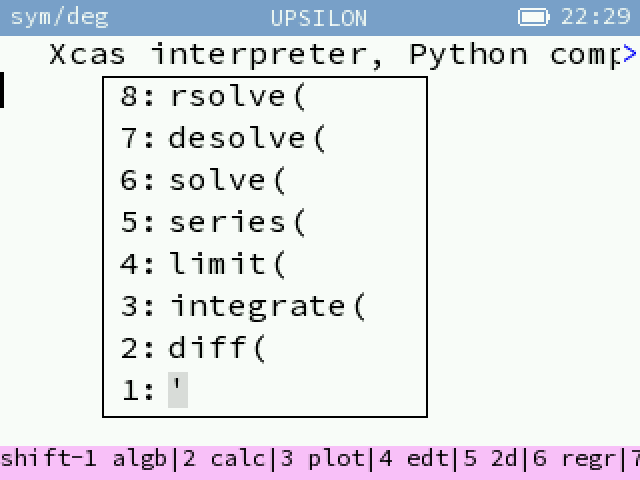 sym/deg UPSILON 22:29
Xcas interpreter, Python comp>
8: rsolve(
7: desolve(
6: solve(
5: series(
4: limit(
3: integrate(
2: diff(
1: '
shift-1 algb|2 calc|3 plot|4 edt|5 2d|6 regr|7